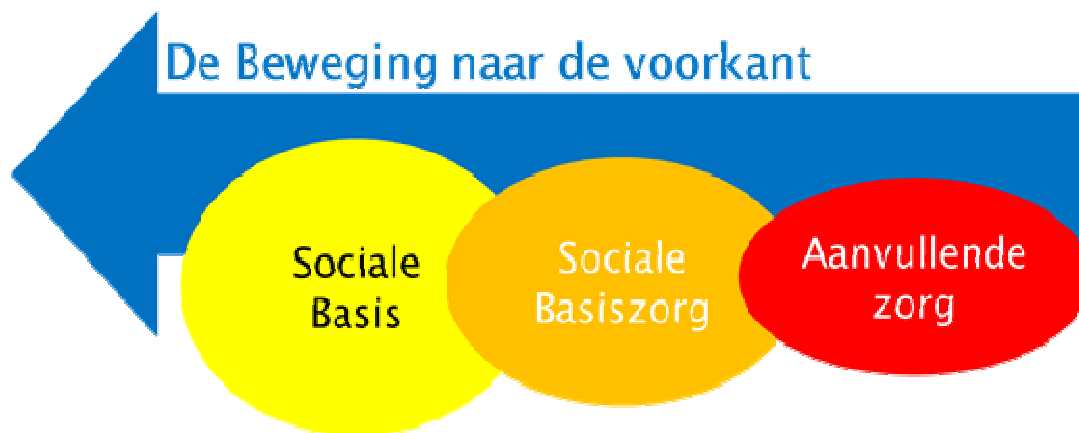 De Beweging naar de voorkant
Sociale
Basis
Sociale
Basiszorg
Aanvullende
zorg